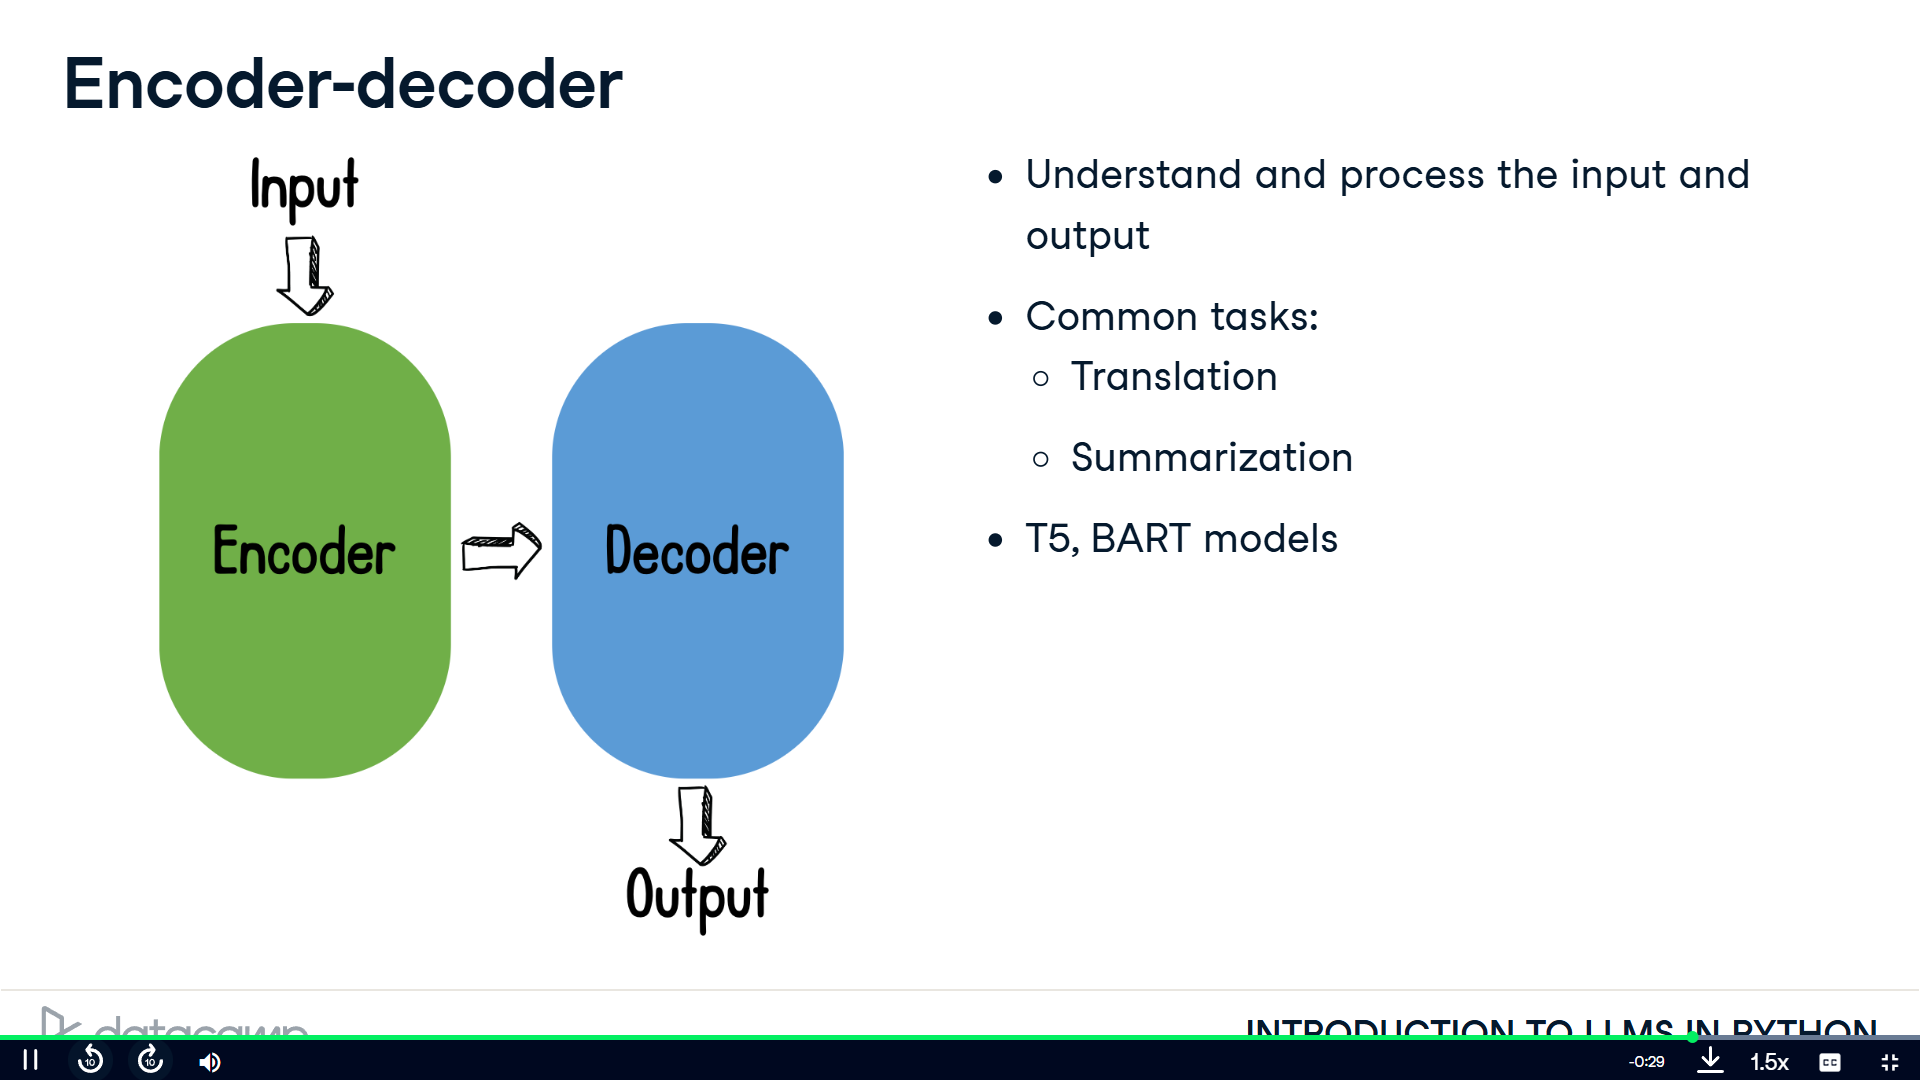 Encoder-decoder
Input
Encoder
Decoder
Output
• Understand and process the input and
output
• Common tasks:
○ Translation
○ Summarization
• T5, BART models
datacamp
INTRODUCTION TO LLMS IN PYTHON
10
10
-0:29
1.5x
CC